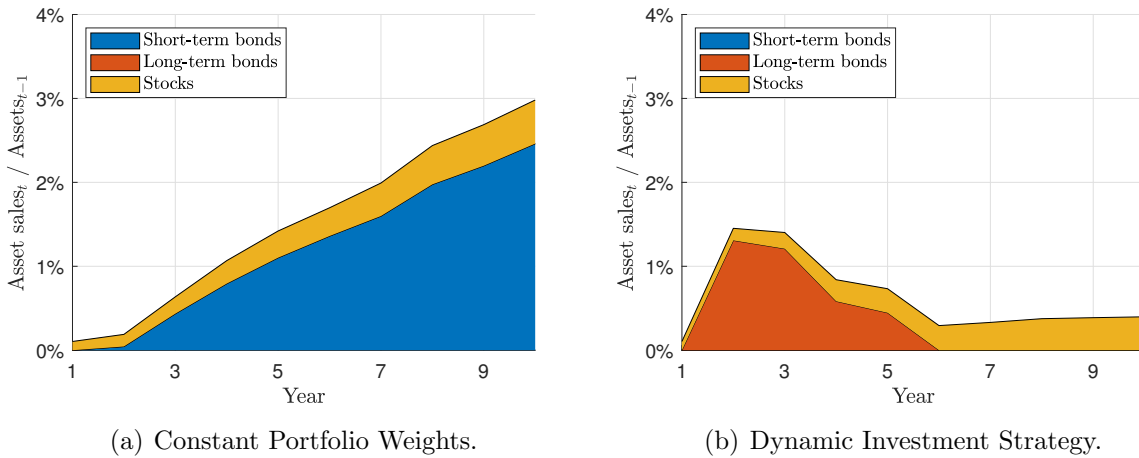 4%
3%
2%
1%
0%
Asset sales_t / Assets_{t−1}
Short-term bonds
Long-term bonds
Stocks
1 3 5 7 9
Year
(a) Constant Portfolio Weights.
4%
3%
2%
1%
0%
Asset sales_t / Assets_{t−1}
Short-term bonds
Long-term bonds
Stocks
1 3 5 7 9
Year
(b) Dynamic Investment Strategy.